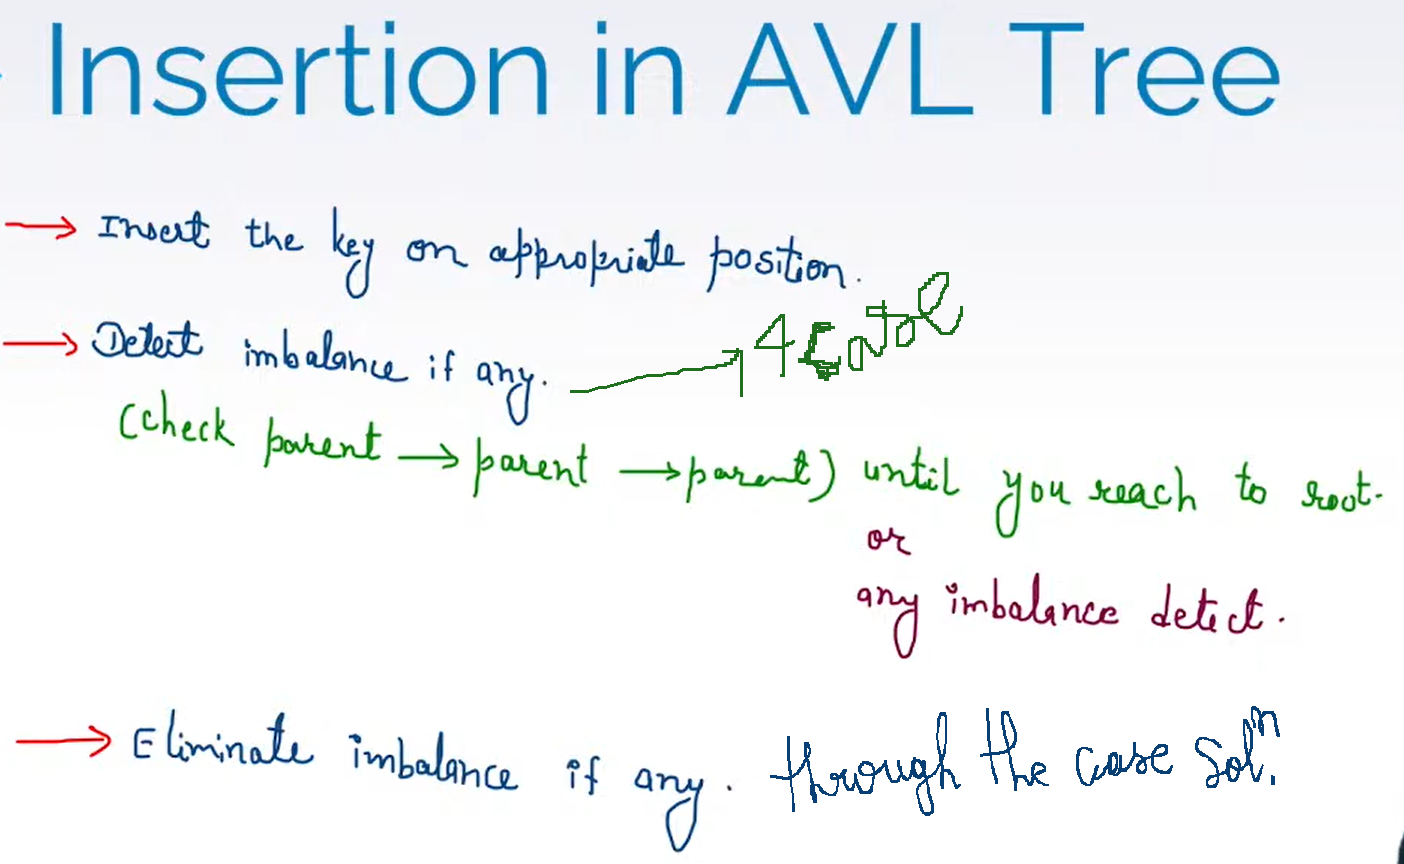 Insertion in AVL Tree
→ Insert the key on appropriate position.
→ Detect imbalance if any. → 4
(check parent → parent → parent) until you reach to root.
or
any imbalance detect.
→ Eliminate imbalance if any. through the case solⁿ.